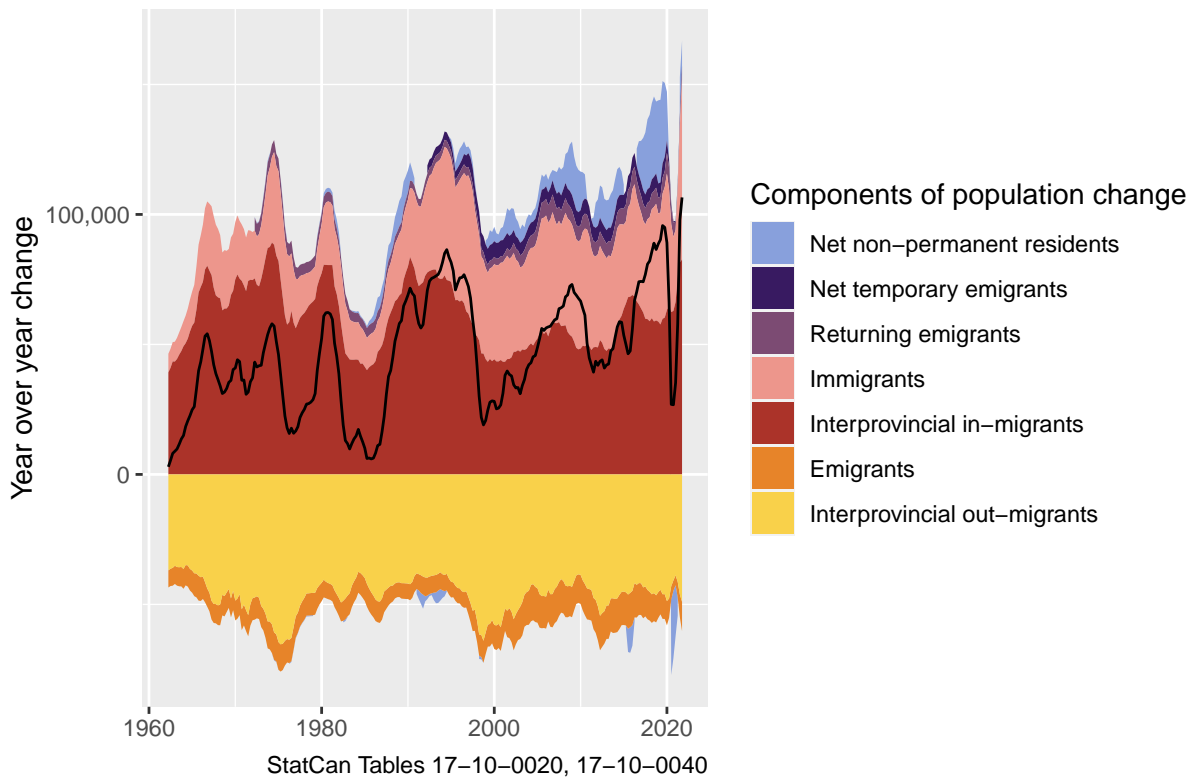 Year over year change
100,000
0
1960
1980
2000
2020
StatCan Tables 17−10−0020, 17−10−0040
Components of population change
Net non−permanent residents
Net temporary emigrants
Returning emigrants
Immigrants
Interprovincial in−migrants
Emigrants
Interprovincial out−migrants